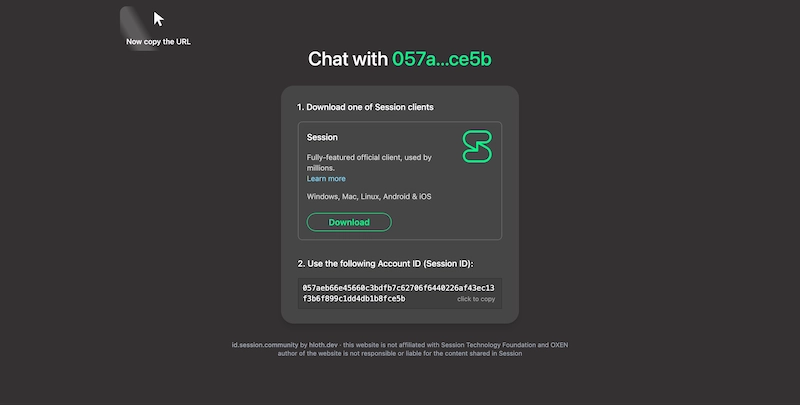 Now copy the URL
Chat with 057a...ce5b
1. Download one of Session clients
Session
Fully-featured official client, used by
millions.
Learn more
Windows, Mac, Linux, Android & iOS
Download
2. Use the following Account ID (Session ID):
057aeb66e45660c3bdfb7c62706f6440226af43ec13
f3b6f899c1dd4db1b8fce5b
click to copy
id.session.community by hloth.dev · this website is not affiliated with Session Technology Foundation and OXEN
author of the website is not responsible or liable for the content shared in Session